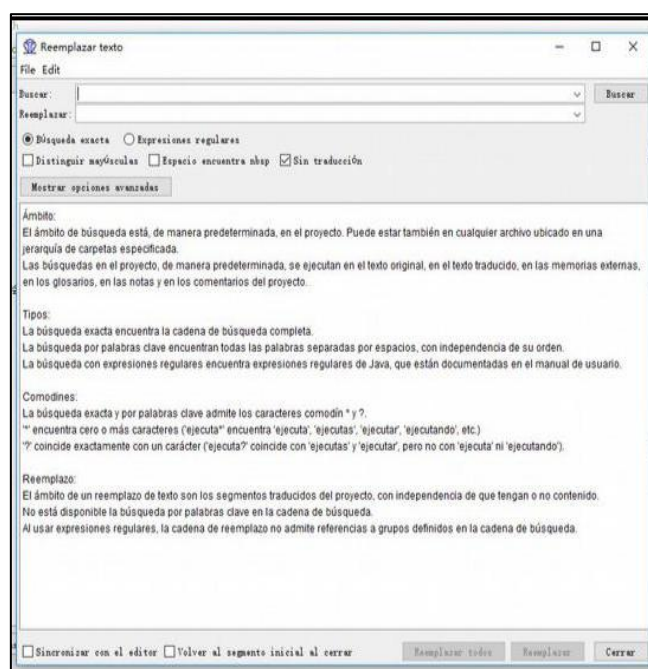 Reemplazar texto
File Edit
Buscar:
Buscar
Reemplazar:
Búsqueda exacta Expresiones regulares
Distinguir mayúsculas Espacio encuentra nbsp Sin traducción
Mostrar opciones avanzadas
Ámbito:
El ámbito de búsqueda está, de manera predeterminada, en el proyecto. Puede estar también en cualquier archivo ubicado en una
jerarquía de carpetas especificada.
Las búsquedas en el proyecto, de manera predeterminada, se ejecutan en el texto original, en el texto traducido, en las memorias externas,
en los glosarios, en las notas y en los comentarios del proyecto.
Tipos:
La búsqueda exacta encuentra la cadena de búsqueda completa.
La búsqueda por palabras clave encuentran todas las palabras separadas por espacios, con independencia de su orden.
La búsqueda con expresiones regulares encuentra expresiones regulares de Java, que están documentadas en el manual de usuario.
Comodines:
La búsqueda exacta y por palabras clave admite los caracteres comodín * y ?.
'*' encuentra cero o más caracteres ('ejecuta*' encuentra 'ejecuta', 'ejecutas', 'ejecutar', 'ejecutando', etc.)
'?' coincide exactamente con un carácter ('ejecuta?' coincide con 'ejecutas' y 'ejecutar', pero no con 'ejecuta' ni 'ejecutando').
Reemplazo:
El ámbito de un reemplazo de texto son los segmentos traducidos del proyecto, con independencia de que tengan o no contenido.
No está disponible la búsqueda por palabras clave en la cadena de búsqueda.
Al usar expresiones regulares, la cadena de reemplazo no admite referencias a grupos definidos en la cadena de búsqueda.
Sincronizar con el editor Volver al segmento inicial al cerrar Reemplazar todos Reemplazar Cerrar